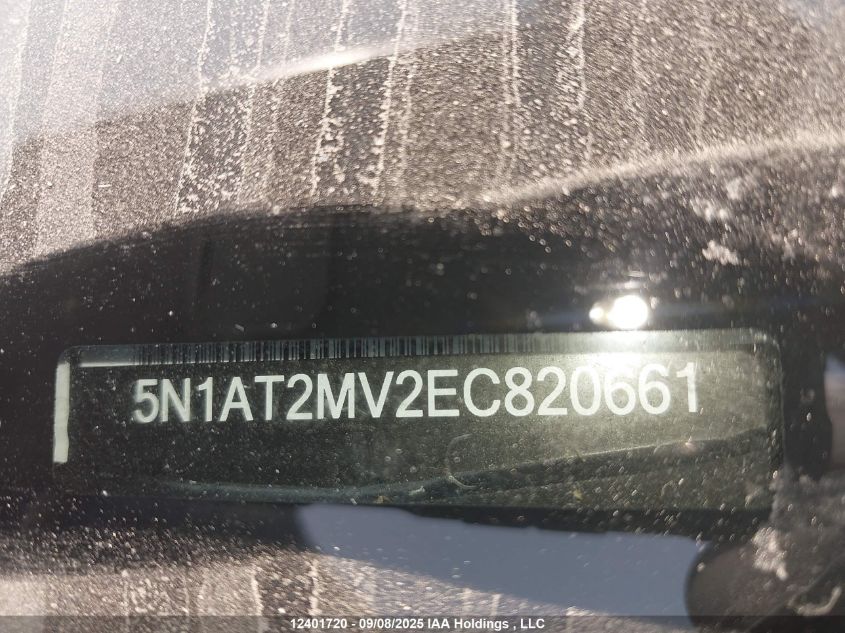 5N1AT2MV2EC820661
12401720 - 09/08/2025 IAA Holdings , LLC